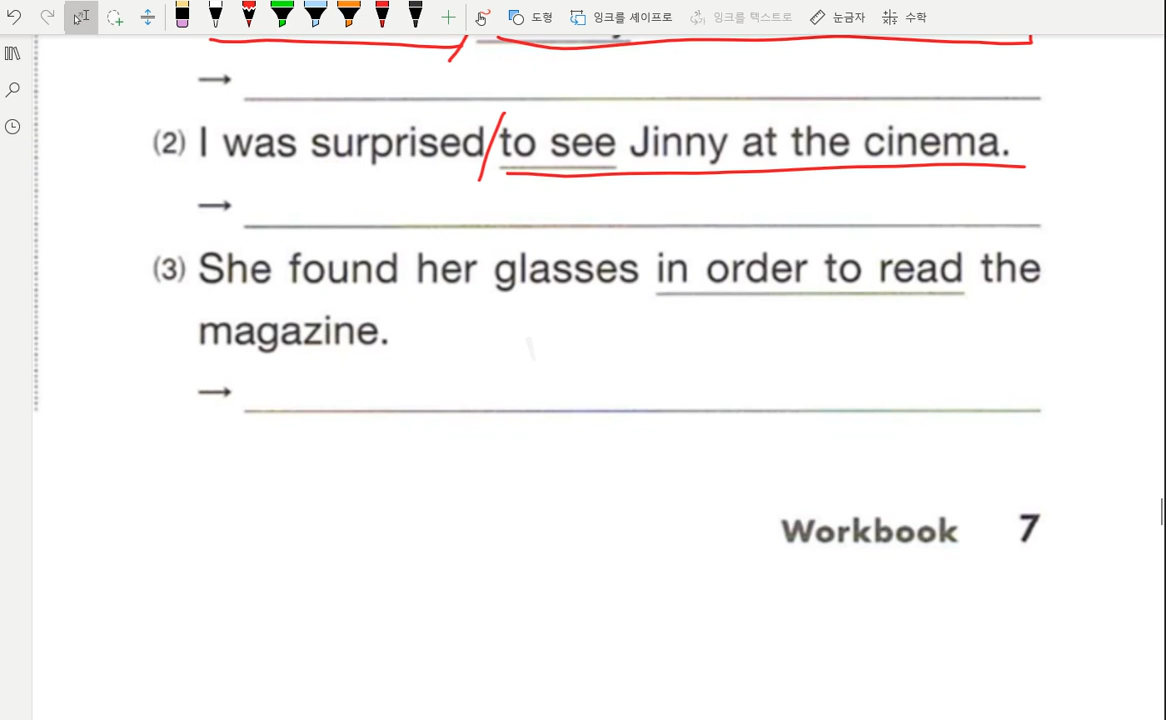 도형 잉크를 셰이프로 잉크를 텍스트로 눈금자 수학
→
(2) I was surprised to see Jinny at the cinema.
→
(3) She found her glasses in order to read the
magazine.
→
Workbook 7